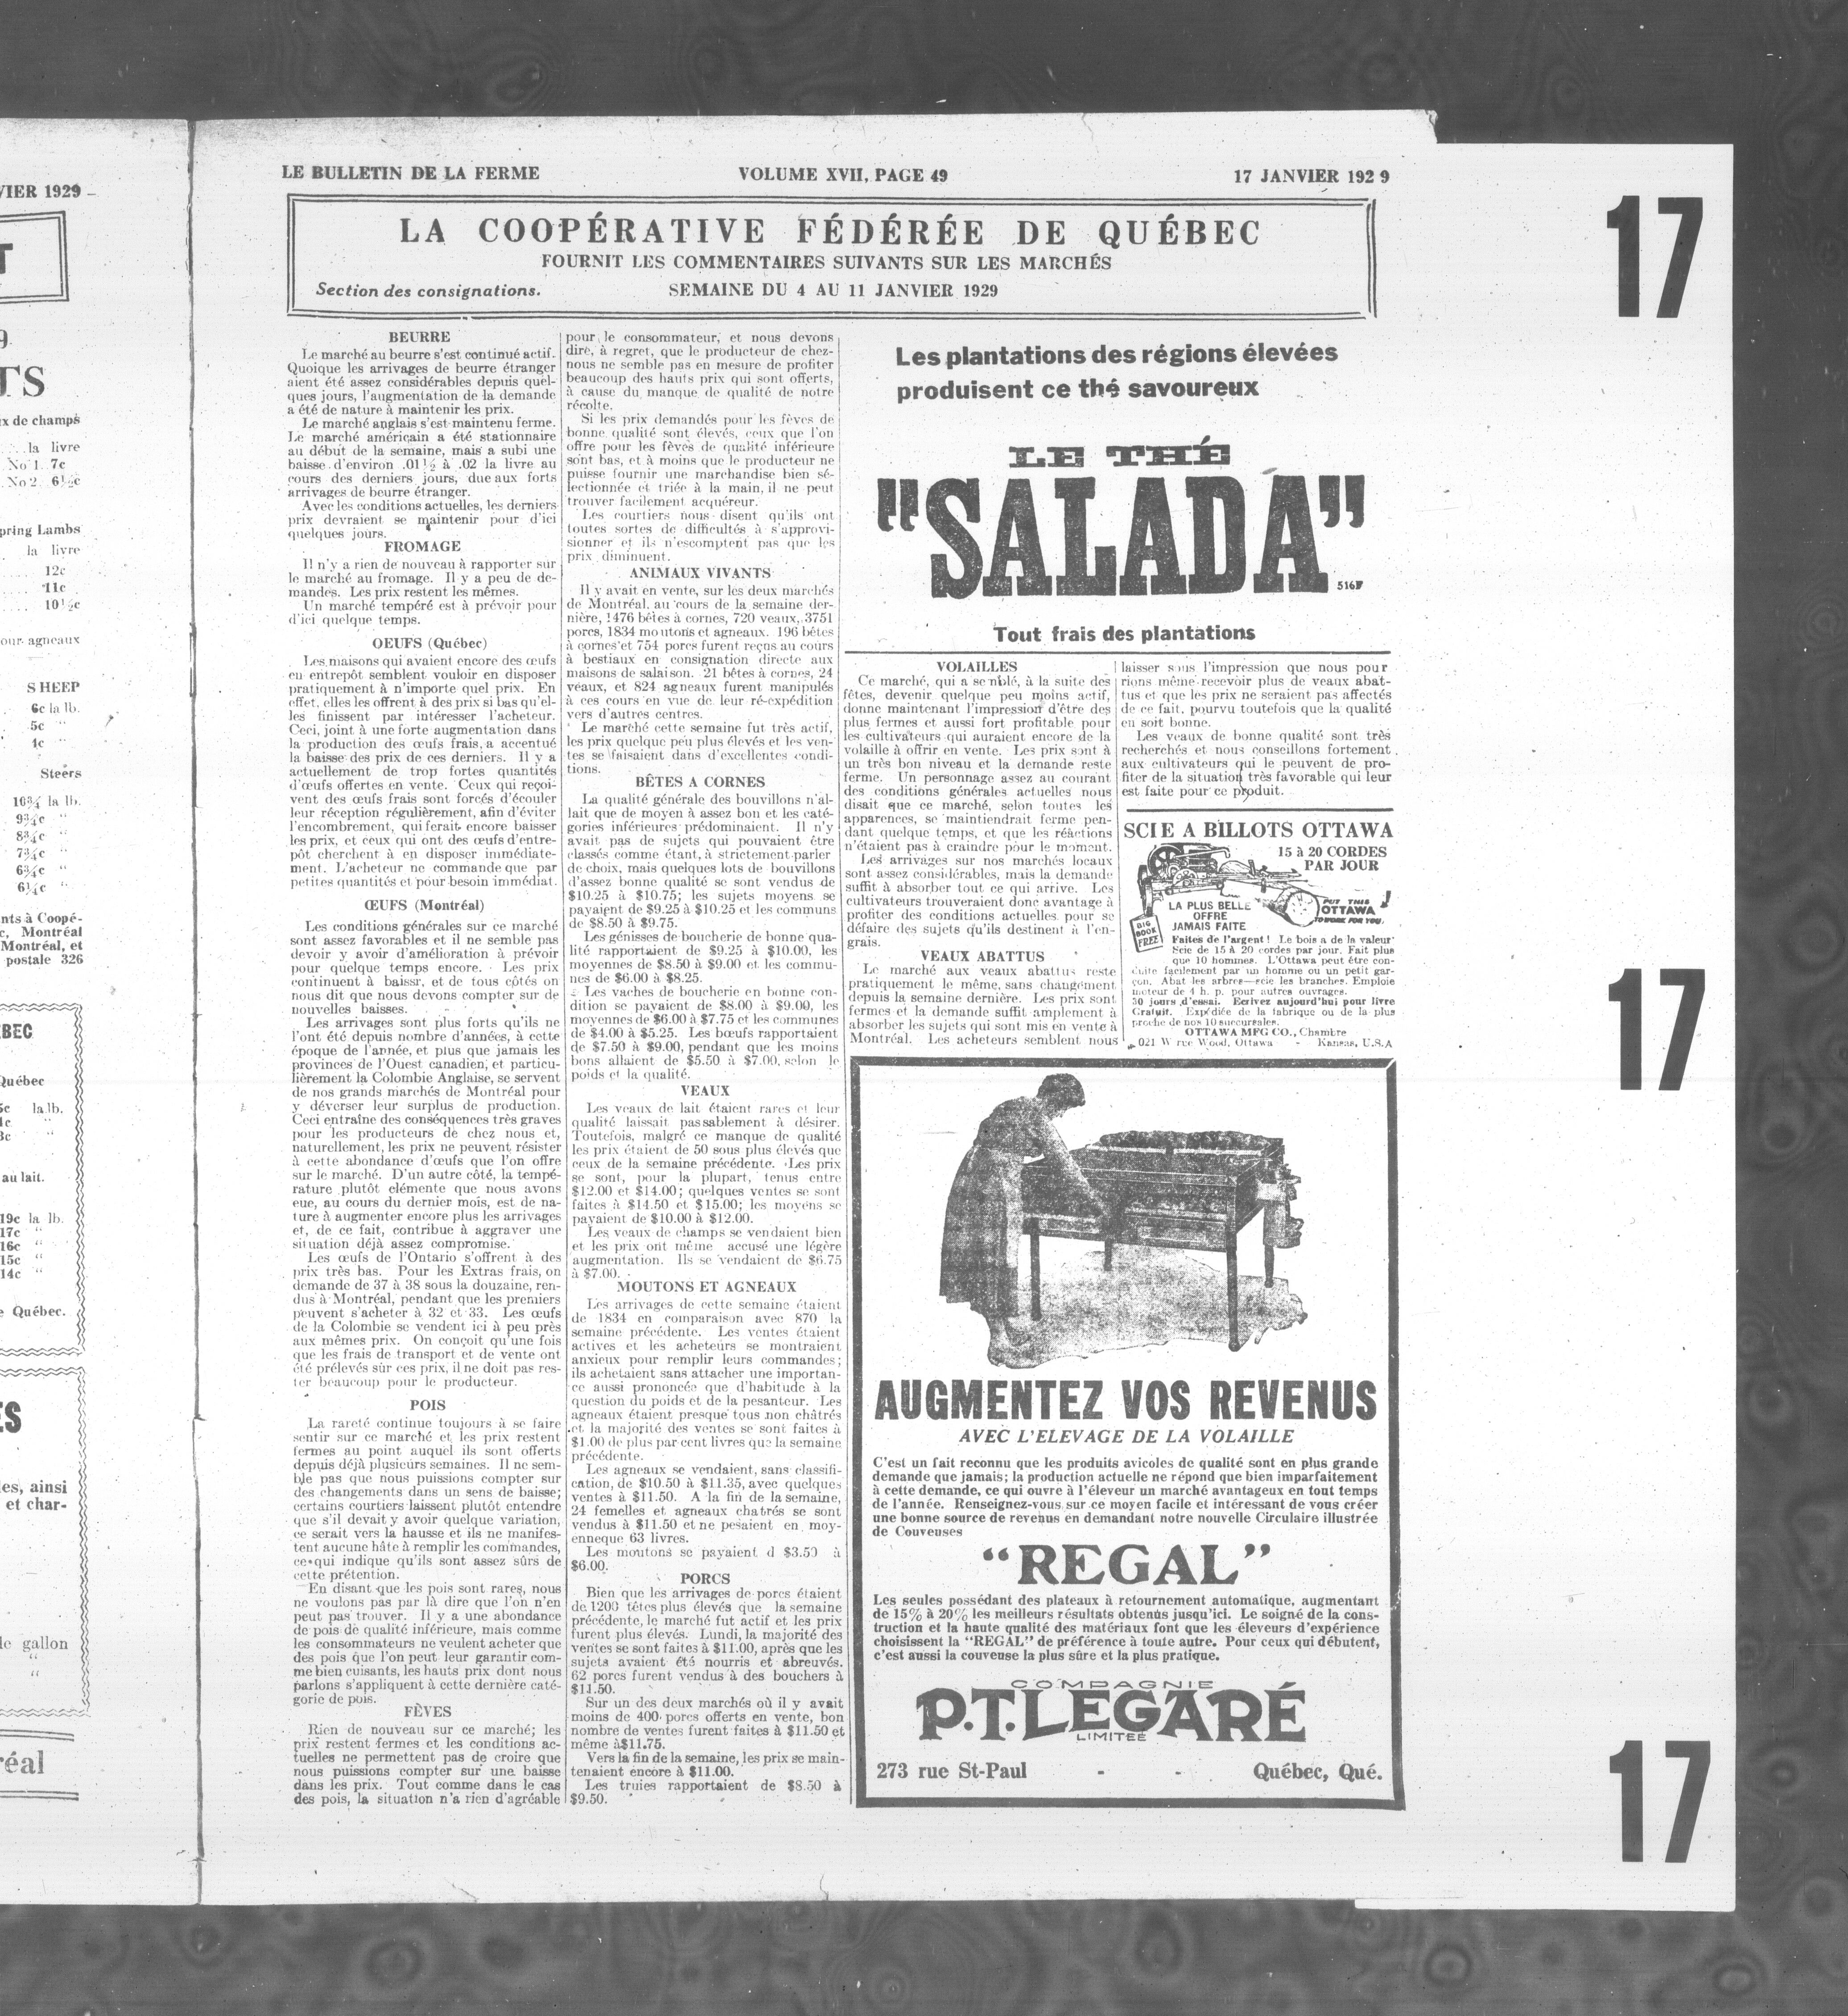 VIER 1929
T
9
TS
x de champs
la livre
No 1 7c
No 2 6½c
pring Lambs
la livre
12c
11c
10½c
our agneaux
SHEEP
6c la lb.
5c "
4c "
Steers
10¾ la lb.
9¾c "
8¾c "
7¾c "
6¾c "
6¼c "
nts à Coopé-
c, Montréal
Montréal, et
postale 326
BEC
Québec
5c la lb.
au lait.
19c la lb.
17c "
16c "
15c "
14c "
e Québec.
ES
les, ainsi
et char-
le gallon
"
"
réal
LE BULLETIN DE LA FERME
VOLUME XVII, PAGE 49
17 JANVIER 192 9
LA COOPÉRATIVE FÉDÉRÉE DE QUÉBEC
FOURNIT LES COMMENTAIRES SUIVANTS SUR LES MARCHÉS
Section des consignations.
SEMAINE DU 4 AU 11 JANVIER 1929
BEURRE
Le marché au beurre s'est continué actif.
Quoique les arrivages de beurre étranger
aient été assez considérables depuis quel-
ques jours, l'augmentation de la demande
a été de nature à maintenir les prix.
Le marché anglais s'est maintenu ferme.
Le marché américain a été stationnaire
au début de la semaine, mais a subi une
baisse d'environ .01½ à .02 la livre au
cours des derniers jours, due aux forts
arrivages de beurre étranger.
Avec les conditions actuelles, les derniers
prix devraient se maintenir pour d'ici
quelques jours.
FROMAGE
Il n'y a rien de nouveau à rapporter sur
le marché au fromage. Il y a peu de de-
mandes. Les prix restent les mêmes.
Un marché tempéré est à prévoir pour
d'ici quelque temps.
OEUFS (Québec)
Les maisons qui avaient encore des œufs
en entrepôt semblent vouloir en disposer
pratiquement à n'importe quel prix. En
effet, elles les offrent à des prix si bas qu'el-
les finissent par intéresser l'acheteur.
Ceci, joint à une forte augmentation dans
la production des œufs frais, a accentué
la baisse des prix de ces derniers. Il y a
actuellement de trop fortes quantités
d'œufs offertes en vente. Ceux qui reçoi-
vent des œufs frais sont forcés d'écouler
leur réception régulièrement, afin d'éviter
l'encombrement, qui ferait encore baisser
les prix, et ceux qui ont des œufs d'entre-
pôt cherchent à en disposer immédiate-
ment. L'acheteur ne commande que par
petites quantités et pour besoin immédiat.
ŒUFS (Montréal)
Les conditions générales sur ce marché
sont assez favorables et il ne semble pas
devoir y avoir d'amélioration à prévoir
pour quelque temps encore. Les prix
continuent à baissr, et de tous côtés on
nous dit que nous devons compter sur de
nouvelles baisses.
Les arrivages sont plus forts qu'ils ne
l'ont été depuis nombre d'années, à cette
époque de l'année, et plus que jamais les
provinces de l'Ouest canadien, et particu-
lièrement la Colombie Anglaise, se servent
de nos grands marchés de Montréal pour
y déverser leur surplus de production.
Ceci entraîne des conséquences très graves
pour les producteurs de chez nous et,
naturellement, les prix ne peuvent résister
à cette abondance d'œufs que l'on offre
sur le marché. D'un autre côté, la tempé-
rature plutôt clémente que nous avons
eue, au cours du dernier mois, est de na-
ture à augmenter encore plus les arrivages
et, de ce fait, contribue à aggraver une
situation déjà assez compromise.
Les œufs de l'Ontario s'offrent à des
prix très bas. Pour les Extras frais, on
demande de 37 à 38 sous la douzaine, ren-
dus à Montréal, pendant que les premiers
peuvent s'acheter à 32 et 33. Les œufs
de la Colombie se vendent ici à peu près
aux mêmes prix. On conçoit qu'une fois
que les frais de transport et de vente ont
été prélevés sur ces prix, il ne doit pas res-
ter beaucoup pour le producteur.
POIS
La rareté continue toujours à se faire
sentir sur ce marché et les prix restent
fermes au point auquel ils sont offerts
depuis déjà plusieurs semaines. Il ne sem-
ble pas que nous puissions compter sur
des changements dans un sens de baisse;
certains courtiers laissent plutôt entendre
que s'il devait y avoir quelque variation,
ce serait vers la hausse et ils ne manifes-
tent aucune hâte à remplir les commandes,
ce qui indique qu'ils sont assez sûrs de
cette prétention.
En disant que les pois sont rares, nous
ne voulons pas par là dire que l'on n'en
peut pas trouver. Il y a une abondance
de pois de qualité inférieure, mais comme
les consommateurs ne veulent acheter que
des pois que l'on peut leur garantir com-
me bien cuisants, les hauts prix dont nous
parlons s'appliquent à cette dernière caté-
gorie de pois.
FÈVES
Rien de nouveau sur ce marché; les
prix restent fermes et les conditions ac-
tuelles ne permettent pas de croire que
nous puissions compter sur une baisse
dans les prix. Tout comme dans le cas
des pois, la situation n'a rien d'agréable
pour le consommateur, et nous devons
dire, à regret, que le producteur de chez-
nous ne semble pas en mesure de profiter
beaucoup des hauts prix qui sont offerts,
à cause du manque de qualité de notre
récolte.
Si les prix demandés pour les fèves de
bonne qualité sont élevés, ceux que l'on
offre pour les fèves de qualité inférieure
sont bas, et à moins que le producteur ne
puisse fournir une marchandise bien sé-
lectionnée et triée à la main, il ne peut
trouver facilement acquéreur.
Les courtiers nous disent qu'ils ont
toutes sortes de difficultés à s'approvi-
sionner et ils n'escomptent pas que les
prix diminuent.
ANIMAUX VIVANTS
Il y avait en vente, sur les deux marchés
de Montréal, au cours de la semaine der-
nière, 1476 bêtes à cornes, 720 veaux, 3751
porcs, 1834 moutons et agneaux. 196 bêtes
à cornes et 754 porcs furent reçus au cours
à bestiaux en consignation directe aux
maisons de salaison. 21 bêtes à cornes, 24
veaux, et 824 agneaux furent manipulés
à ces cours en vue de leur ré-expédition
vers d'autres centres.
Le marché cette semaine fut très actif,
les prix quelque peu plus élevés et les ven-
tes se faisaient dans d'excellentes condi-
tions.
BÊTES A CORNES
La qualité générale des bouvillons n'al-
lait que de moyen à assez bon et les caté-
gories inférieures prédominaient. Il n'y
avait pas de sujets qui pouvaient être
classés comme étant, à strictement parler
de choix, mais quelques lots de bouvillons
d'assez bonne qualité se sont vendus de
$10.25 à $10.75; les sujets moyens se
payaient de $9.25 à $10.25 et les communs
de $8.50 à $9.75.
Les génisses de boucherie de bonne qua-
lité rapportaient de $9.25 à $10.00, les
moyennes de $8.50 à $9.00 et les commu-
nes de $6.00 à $8.25.
Les vaches de boucherie en bonne con-
dition se payaient de $8.00 à $9.00, les
moyennes de $6.00 à $7.75 et les communes
de $4.00 à $5.25. Les bœufs rapportaient
de $7.50 à $9.00, pendant que les moins
bons allaient de $5.50 à $7.00, selon le
poids et la qualité.
VEAUX
Les veaux de lait étaient rares et leur
qualité laissait passablement à désirer.
Toutefois, malgré ce manque de qualité
les prix étaient de 50 sous plus élevés que
ceux de la semaine précédente. Les prix
se sont, pour la plupart, tenus entre
$12.00 et $14.00; quelques ventes se sont
faites à $14.50 et $15.00; les moyens se
payaient de $10.00 à $12.00.
Les veaux de champs se vendaient bien
et les prix ont même accusé une légère
augmentation. Ils se vendaient de $6.75
à $7.00.
MOUTONS ET AGNEAUX
Les arrivages de cette semaine étaient
de 1834 en comparaison avec 870 la
semaine précédente. Les ventes étaient
actives et les acheteurs se montraient
anxieux pour remplir leurs commandes;
ils achetaient sans attacher une importan-
ce aussi prononcée que d'habitude à la
question du poids et de la pesanteur. Les
agneaux étaient presque tous non châtrés
et la majorité des ventes se sont faites à
$1.00 de plus par cent livres que la semaine
précédente.
Les agneaux se vendaient, sans classifi-
cation, de $10.50 à $11.35, avec quelques
ventes à $11.50. A la fin de la semaine,
24 femelles et agneaux chatrés se sont
vendus à $11.50 et ne pesaient en moy-
enneque 63 livres.
Les moutons se payaient d $3.50 à
$6.00.
PORCS
Bien que les arrivages de porcs étaient
de 1200 têtes plus élevés que la semaine
précédente, le marché fut actif et les prix
furent plus élevés. Lundi, la majorité des
ventes se sont faites à $11.00, après que les
sujets avaient été nourris et abreuvés.
62 porcs furent vendus à des bouchers à
$11.50.
Sur un des deux marchés où il y avait
moins de 400 porcs offerts en vente, bon
nombre de ventes furent faites à $11.50 et
même à $11.75.
Vers la fin de la semaine, les prix se main-
tenaient encore à $11.00.
Les truies rapportaient de $8.50 à
$9.50.
Les plantations des régions élevées
produisent ce thé savoureux
LE THÉ
"SALADA"
516F
Tout frais des plantations
VOLAILLES
Ce marché, qui a semblé, à la suite des
fêtes, devenir quelque peu moins actif,
donne maintenant l'impression d'être des
plus fermes et aussi fort profitable pour
les cultivateurs qui auraient encore de la
volaille à offrir en vente. Les prix sont à
un très bon niveau et la demande reste
ferme. Un personnage assez au courant
des conditions générales actuelles nous
disait que ce marché, selon toutes les
apparences, se maintiendrait ferme pen-
dant quelque temps, et que les réactions
n'étaient pas à craindre pour le moment.
Les arrivages sur nos marchés locaux
sont assez considérables, mais la demande
suffit à absorber tout ce qui arrive. Les
cultivateurs trouveraient donc avantage à
profiter des conditions actuelles pour se
défaire des sujets qu'ils destinent à l'en-
grais.
VEAUX ABATTUS
Le marché aux veaux abattus reste
pratiquement le même, sans changement
depuis la semaine dernière. Les prix sont
fermes et la demande suffit amplement à
absorber les sujets qui sont mis en vente à
Montréal. Les acheteurs semblent nous
laisser sous l'impression que nous pour
rions même recevoir plus de veaux abat-
tus et que les prix ne seraient pas affectés
de ce fait, pourvu toutefois que la qualité
en soit bonne.
Les veaux de bonne qualité sont très
recherchés et nous conseillons fortement
aux cultivateurs qui le peuvent de pro-
fiter de la situation très favorable qui leur
est faite pour ce produit.
SCIE A BILLOTS OTTAWA
15 à 20 CORDES
PAR JOUR
LA PLUS BELLE
OFFRE
JAMAIS FAITE
PUT THIS
OTTAWA
TO WORK FOR YOU.
BIG
BOOK
FREE
Faites de l'argent! Le bois a de la valeur
Scie de 15 à 20 cordes par jour. Fait plus
que 10 hommes. L'Ottawa peut être con-
duite facilement par un homme ou un petit gar-
çon. Abat les arbres—scie les branches. Emploie
moteur de 4 h. p. pour autres ouvrages.
30 jours d'essai. Ecrivez aujourd'hui pour livre
Gratuit. Expédiée de la fabrique ou de la plus
proche de nos 10 succursales.
OTTAWA MFG CO., Chambre
021 W rue Wood, Ottawa - Kansas, U.S.A
AUGMENTEZ VOS REVENUS
AVEC L'ELEVAGE DE LA VOLAILLE
C'est un fait reconnu que les produits avicoles de qualité sont en plus grande
demande que jamais; la production actuelle ne répond que bien imparfaitement
à cette demande, ce qui ouvre à l'éleveur un marché avantageux en tout temps
de l'année. Renseignez-vous sur ce moyen facile et intéressant de vous créer
une bonne source de revenus en demandant notre nouvelle Circulaire illustrée
de Couveuses
"REGAL"
Les seules possédant des plateaux à retournement automatique, augmentant
de 15% à 20% les meilleurs résultats obtenus jusqu'ici. Le soigné de la cons-
truction et la haute qualité des matériaux font que les éleveurs d'expérience
choisissent la "REGAL" de préférence à toute autre. Pour ceux qui débutent,
c'est aussi la couveuse la plus sûre et la plus pratique.
COMPAGNIE
P.T. LEGARÉ
LIMITÉE
273 rue St-Paul - - Québec, Qué.
17
17
17